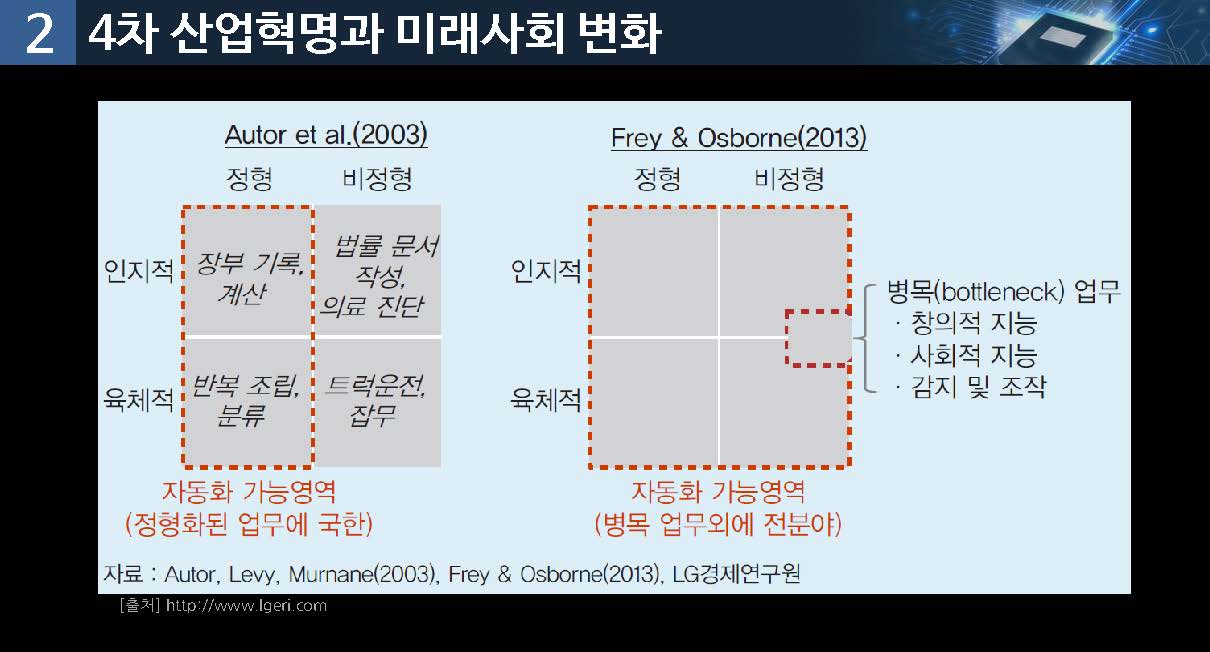 2 4차 산업혁명과 미래사회 변화
Autor et al.(2003)
정형 비정형
인지적
장부 기록,
계산
법률 문서
작성,
의료 진단
육체적
반복 조립,
분류
트럭운전,
잡무
자동화 가능영역
(정형화된 업무에 국한)
Frey & Osborne(2013)
정형 비정형
인지적
육체적
병목(bottleneck) 업무
· 창의적 지능
· 사회적 지능
· 감지 및 조작
자동화 가능영역
(병목 업무외에 전분야)
자료 : Autor, Levy, Murnane(2003), Frey & Osborne(2013), LG경제연구원
[출처] http://www.lgeri.com